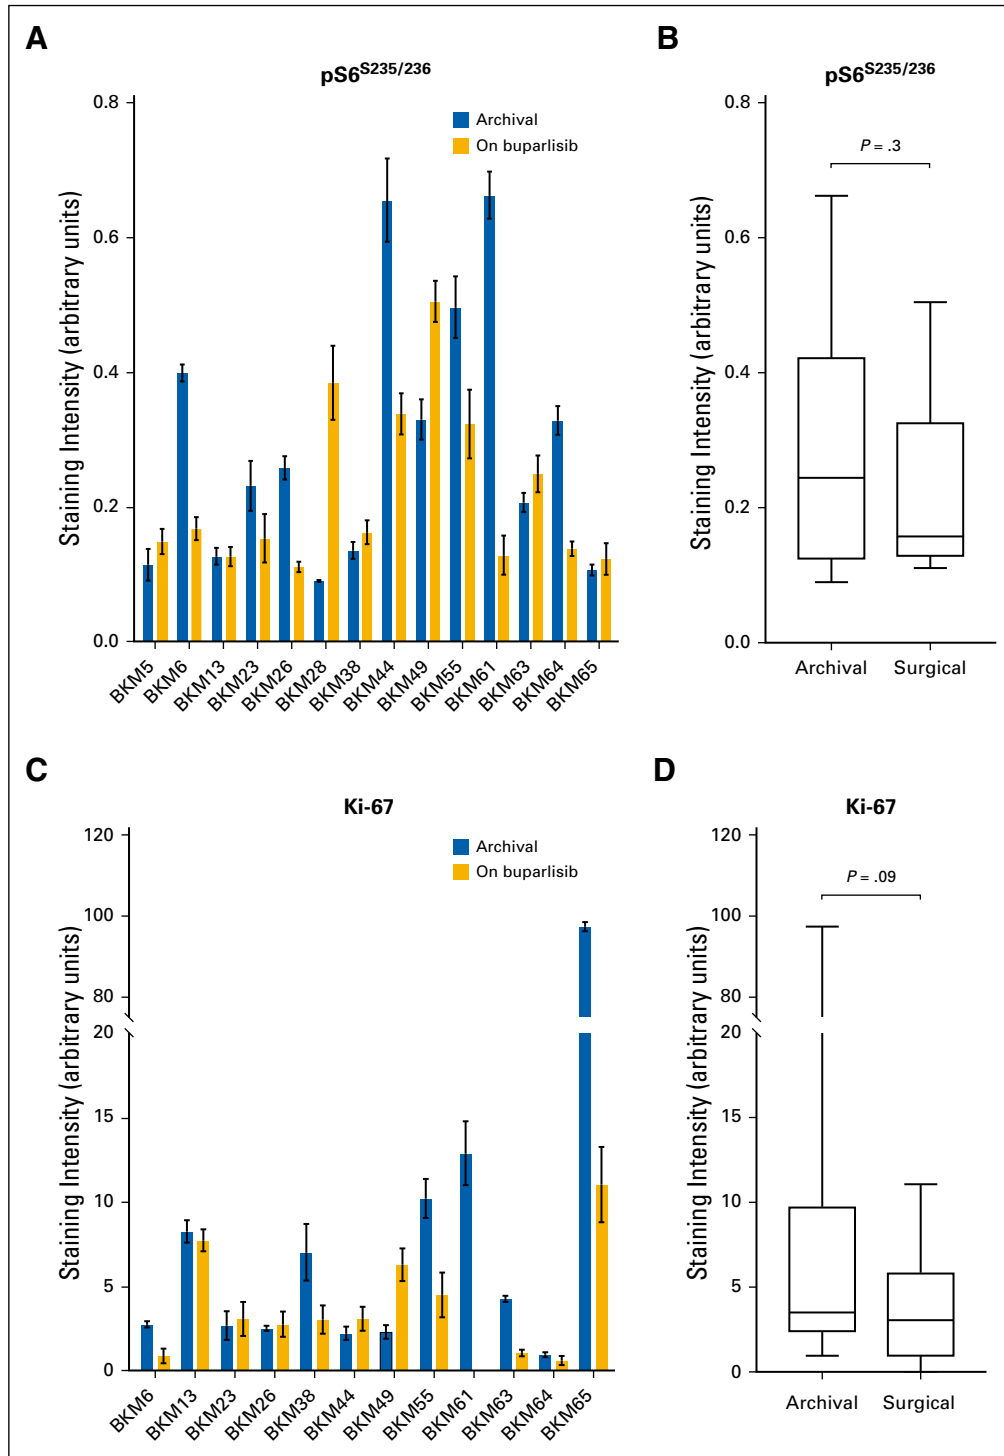 A
pS6S235/236
Archival
On buparlisib
Staining Intensity (arbitrary units)
0.8
0.6
0.4
0.2
0.0
BKM5
BKM6
BKM13
BKM23
BKM26
BKM28
BKM38
BKM44
BKM49
BKM55
BKM61
BKM63
BKM64
BKM65
B
pS6S235/236
P = .3
Staining Intensity (arbitrary units)
0.8
0.6
0.4
0.2
0.0
Archival Surgical
C
Ki-67
Archival
On buparlisib
Staining Intensity (arbitrary units)
120
100
80
20
15
10
5
0
BKM6
BKM13
BKM23
BKM26
BKM38
BKM44
BKM49
BKM55
BKM61
BKM63
BKM64
BKM65
D
Ki-67
P = .09
Staining Intensity (arbitrary units)
120
100
80
20
15
10
5
0
Archival Surgical